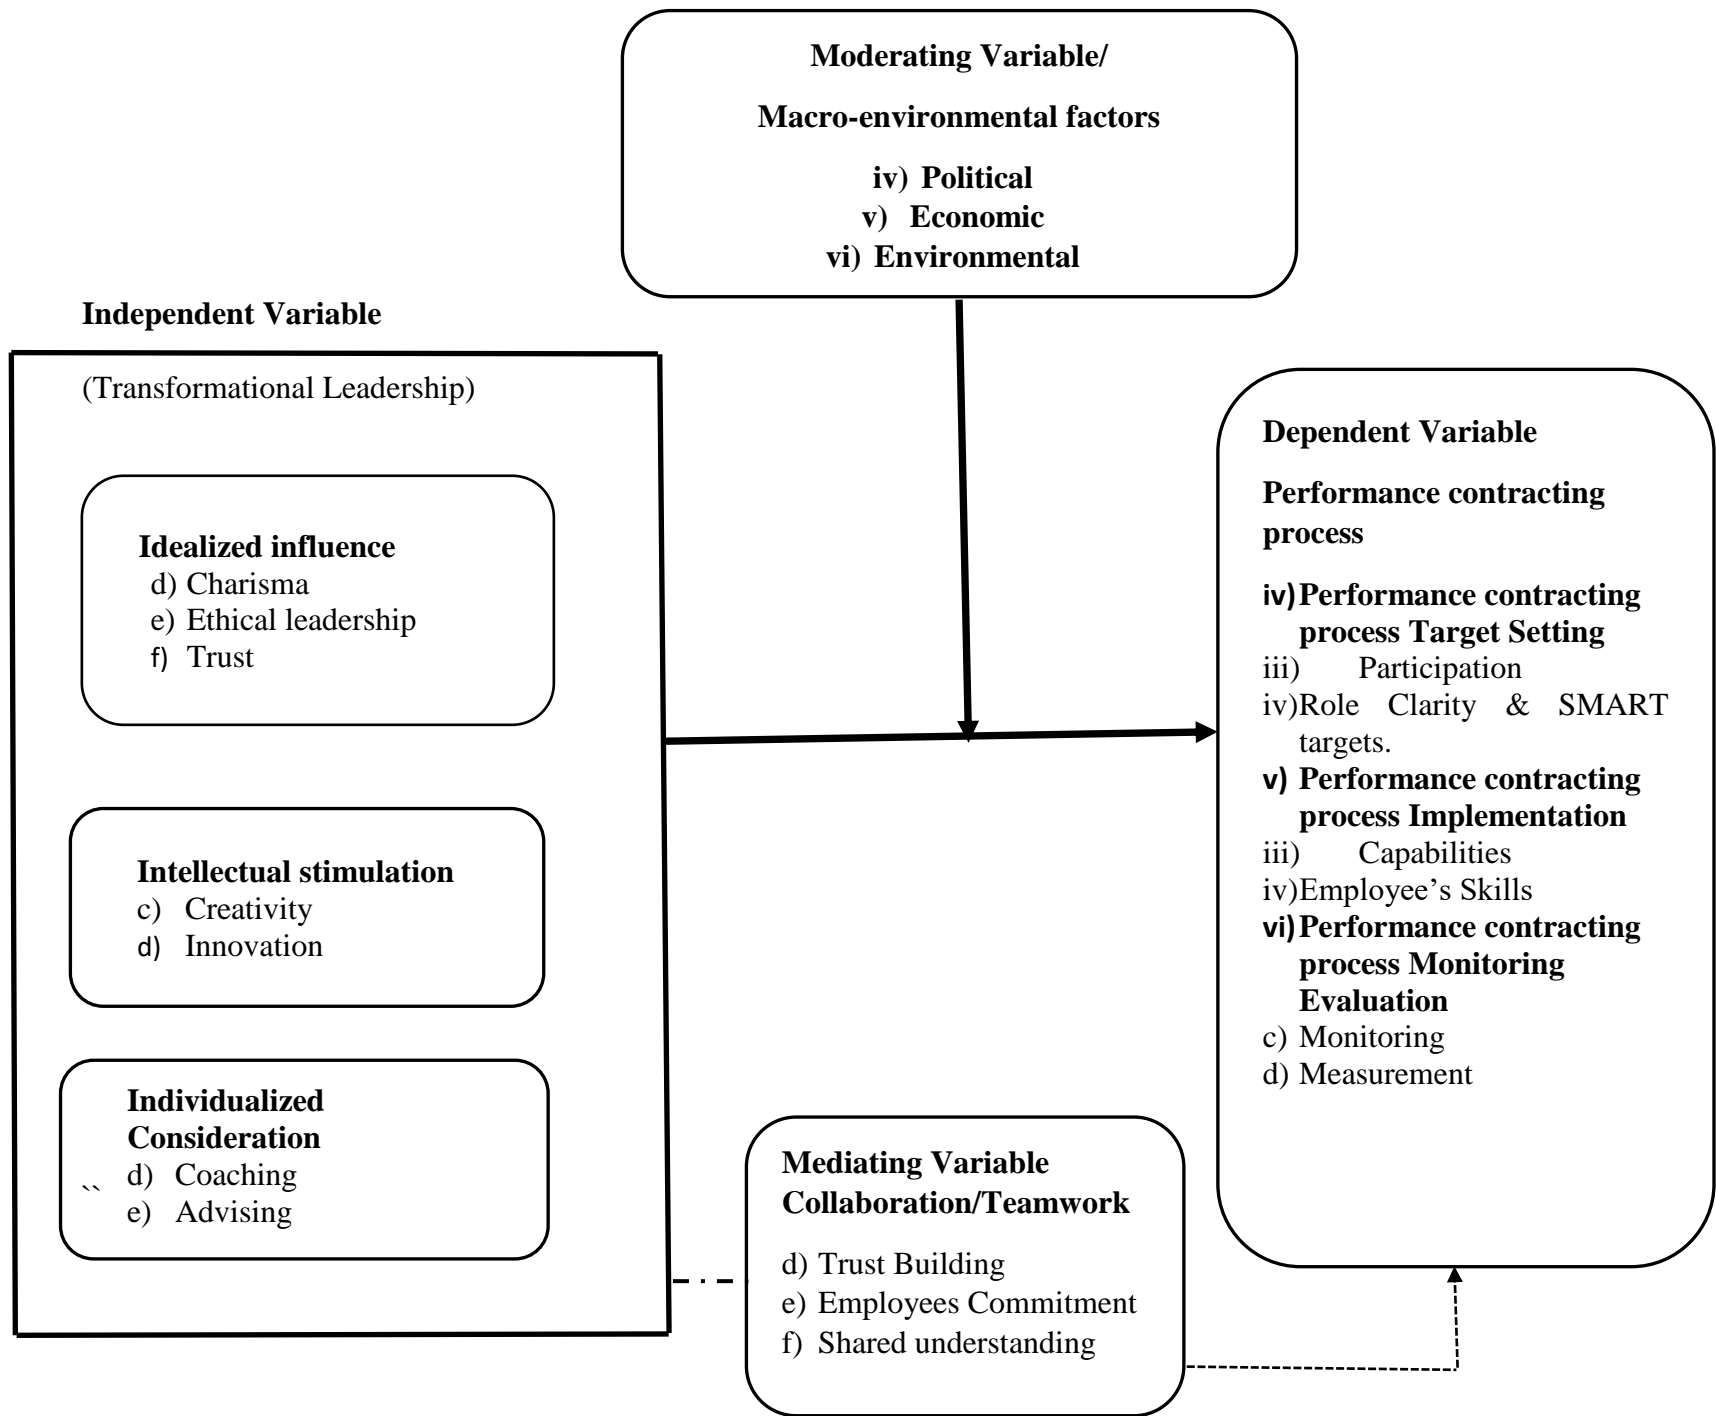 Moderating Variable/
Macro-environmental factors
iv) Political
v) Economic
vi) Environmental
Independent Variable
(Transformational Leadership)
Idealized influence
d) Charisma
e) Ethical leadership
f) Trust
Intellectual stimulation
c) Creativity
d) Innovation
Individualized
Consideration
d) Coaching
`` e) Advising
Mediating Variable
Collaboration/Teamwork
d) Trust Building
e) Employees Commitment
f) Shared understanding
Dependent Variable
Performance contracting
process
iv) Performance contracting
process Target Setting
iii) Participation
iv)Role Clarity & SMART
targets.
v) Performance contracting
process Implementation
iii) Capabilities
iv)Employee’s Skills
vi) Performance contracting
process Monitoring
Evaluation
c) Monitoring
d) Measurement